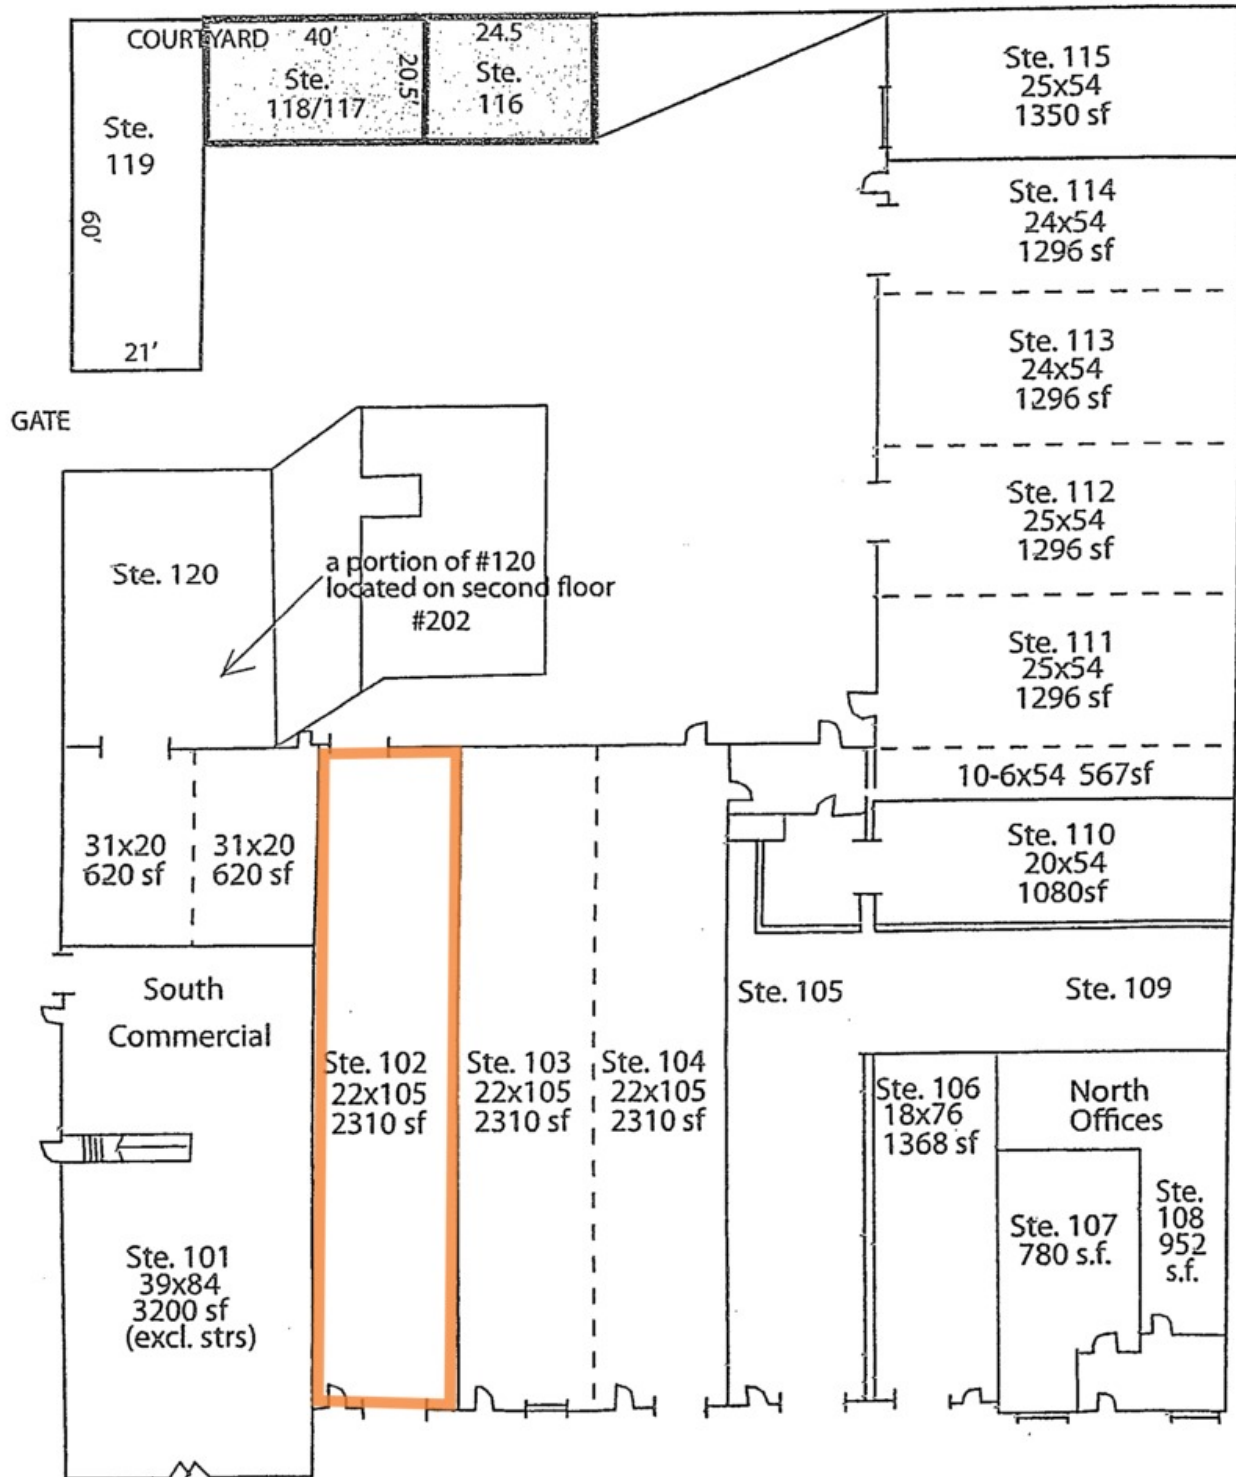 COURTYARD
40'
20.5'
Ste.
118/117
24.5
Ste.
116
Ste. 115
25x54
1350 sf
Ste.
119
60'
21'
Ste. 114
24x54
1296 sf
Ste. 113
24x54
1296 sf
GATE
Ste. 112
25x54
1296 sf
Ste. 120
a portion of #120
located on second floor
#202
Ste. 111
25x54
1296 sf
10-6x54 567sf
31x20
620 sf
31x20
620 sf
Ste. 110
20x54
1080sf
South
Commercial
Ste. 105
Ste. 109
Ste. 102
22x105
2310 sf
Ste. 103
22x105
2310 sf
Ste. 104
22x105
2310 sf
Ste. 106
18x76
1368 sf
North
Offices
Ste. 107
780 s.f.
Ste.
108
952
s.f.
Ste. 101
39x84
3200 sf
(excl. strs)